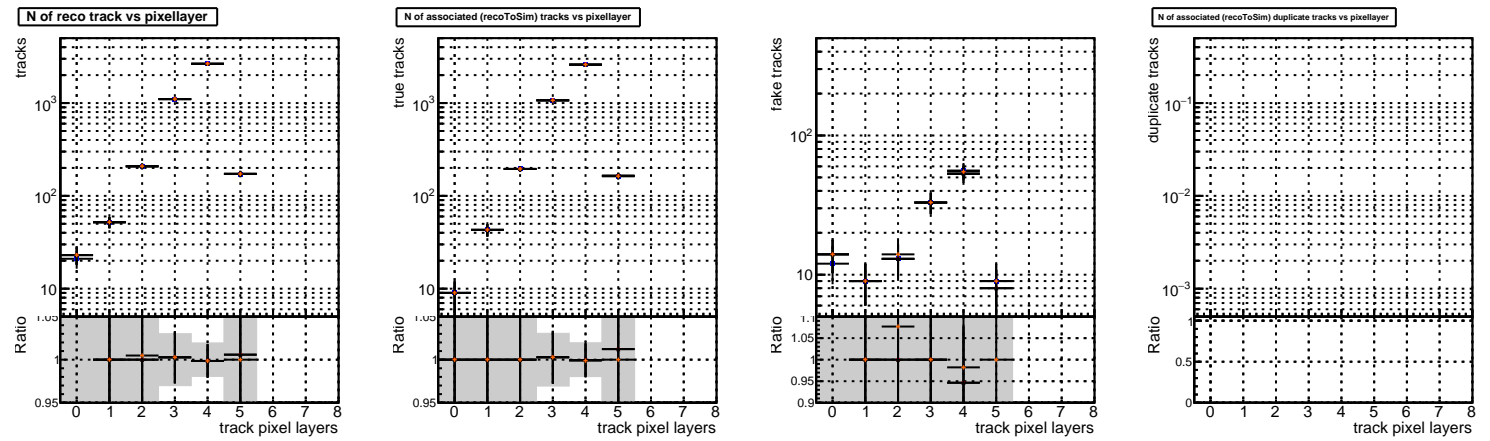 N of reco track vs pixellayer
tracks
10³
10²
10
Ratio
1.05
1
0.95
0 1 2 3 4 5 6 7 8
track pixel layers
N of associated (recoToSim) tracks vs pixellayer
true tracks
10³
10²
10
Ratio
1.05
1
0.95
0 1 2 3 4 5 6 7 8
track pixel layers
fake tracks
10²
10
Ratio
1.1
1.05
1
0.95
0.9
0 1 2 3 4 5 6 7 8
track pixel layers
N of associated (recoToSim) duplicate tracks vs pixellayer
duplicate tracks
10⁻¹
10⁻²
10⁻³
Ratio
1
0.5
0
0 1 2 3 4 5 6 7 8
track pixel layers